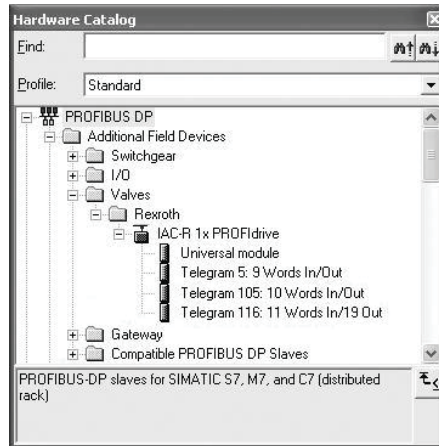 Hardware Catalog
Find:
Profile: Standard
PROFIBUS DP
Additional Field Devices
Switchgear
I/O
Valves
Rexroth
IAC-R 1x PROFIdrive
Universal module
Telegram 5: 9 Words In/Out
Telegram 105: 10 Words In/Out
Telegram 116: 11 Words In/19 Out
Gateway
Compatible PROFIBUS DP Slaves
PROFIBUS-DP slaves for SIMATIC S7, M7, and C7 (distributed
rack)